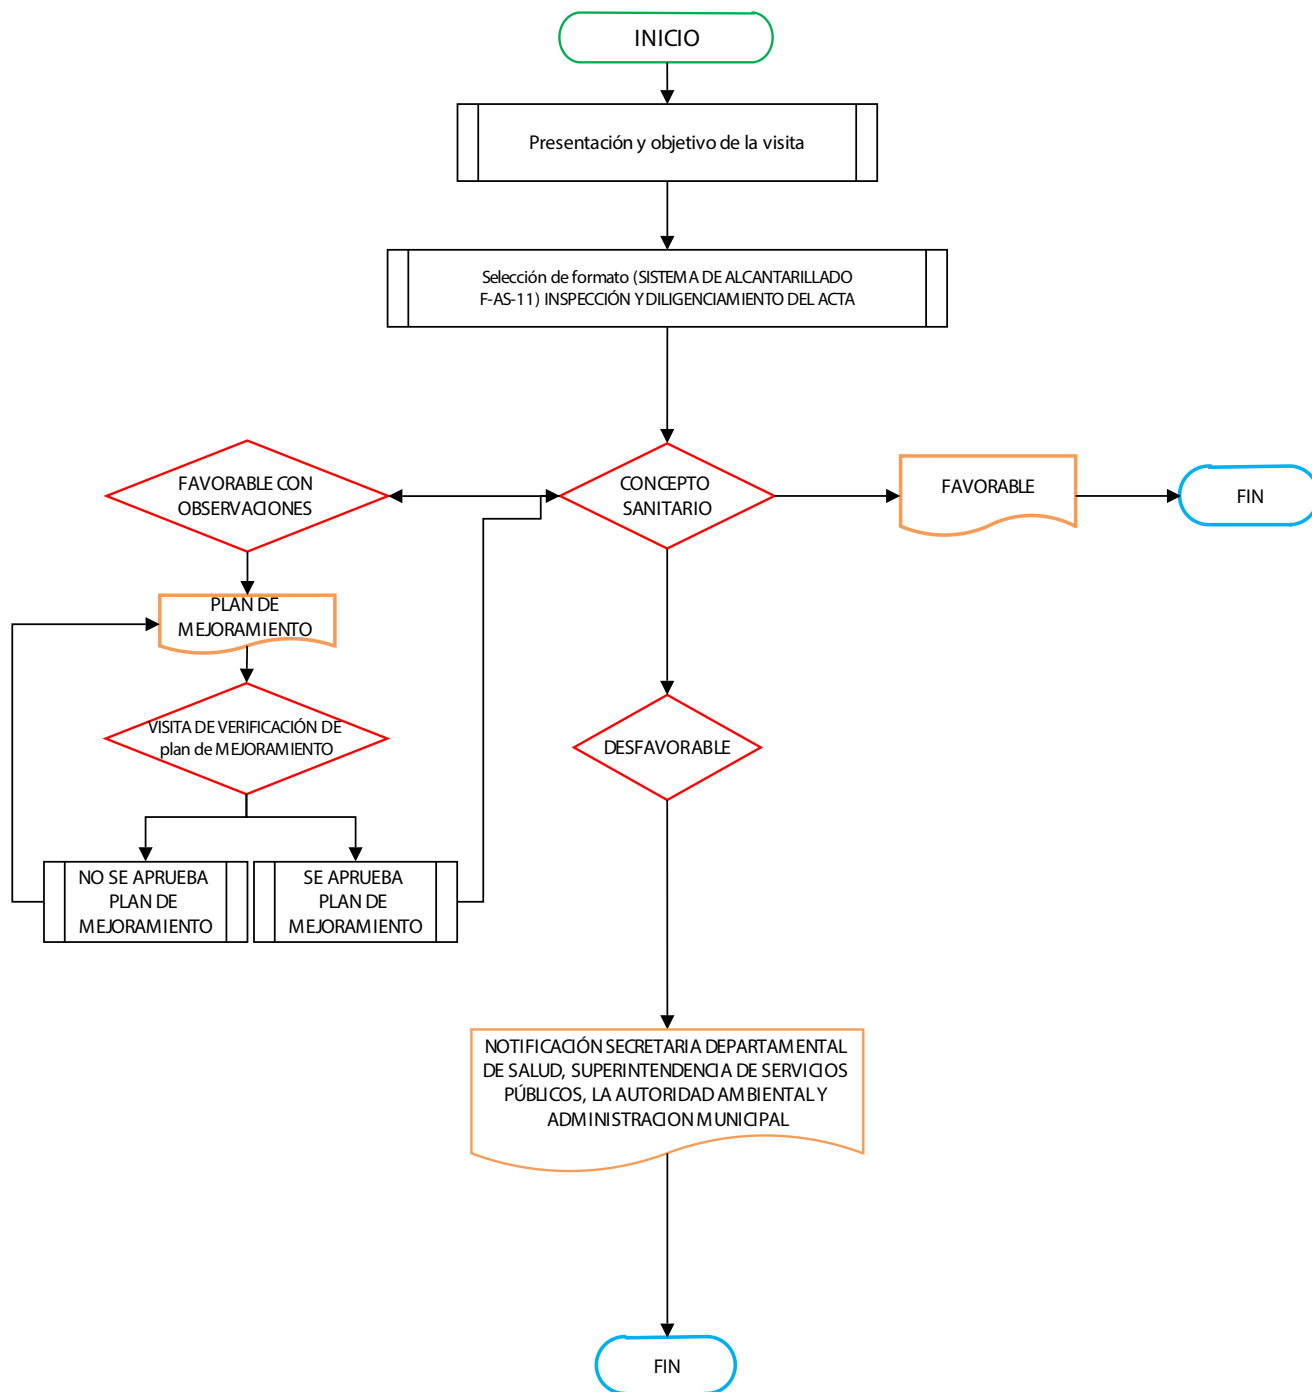 INICIO
Presentación y objetivo de la visita
Selección de formato (SISTEMA DE ALCANTARILLADO
F-AS-11) INSPECCIÓN Y DILIGENCIAMIENTO DEL ACTA
FAVORABLE CON
OBSERVACIONES
CONCEPTO
SANITARIO
FAVORABLE
FIN
PLAN DE
MEJORAMIENTO
VISITA DE VERIFICACIÓN DE
plan de MEJORAMIENTO
DESFAVORABLE
NO SE APRUEBA
PLAN DE
MEJORAMIENTO
SE APRUEBA
PLAN DE
MEJORAMIENTO
NOTIFICACIÓN SECRETARIA DEPARTAMENTAL
DE SALUD, SUPERINTENDENCIA DE SERVICIOS
PÚBLICOS, LA AUTORIDAD AMBIENTAL Y
ADMINISTRACION MUNICIPAL
FIN